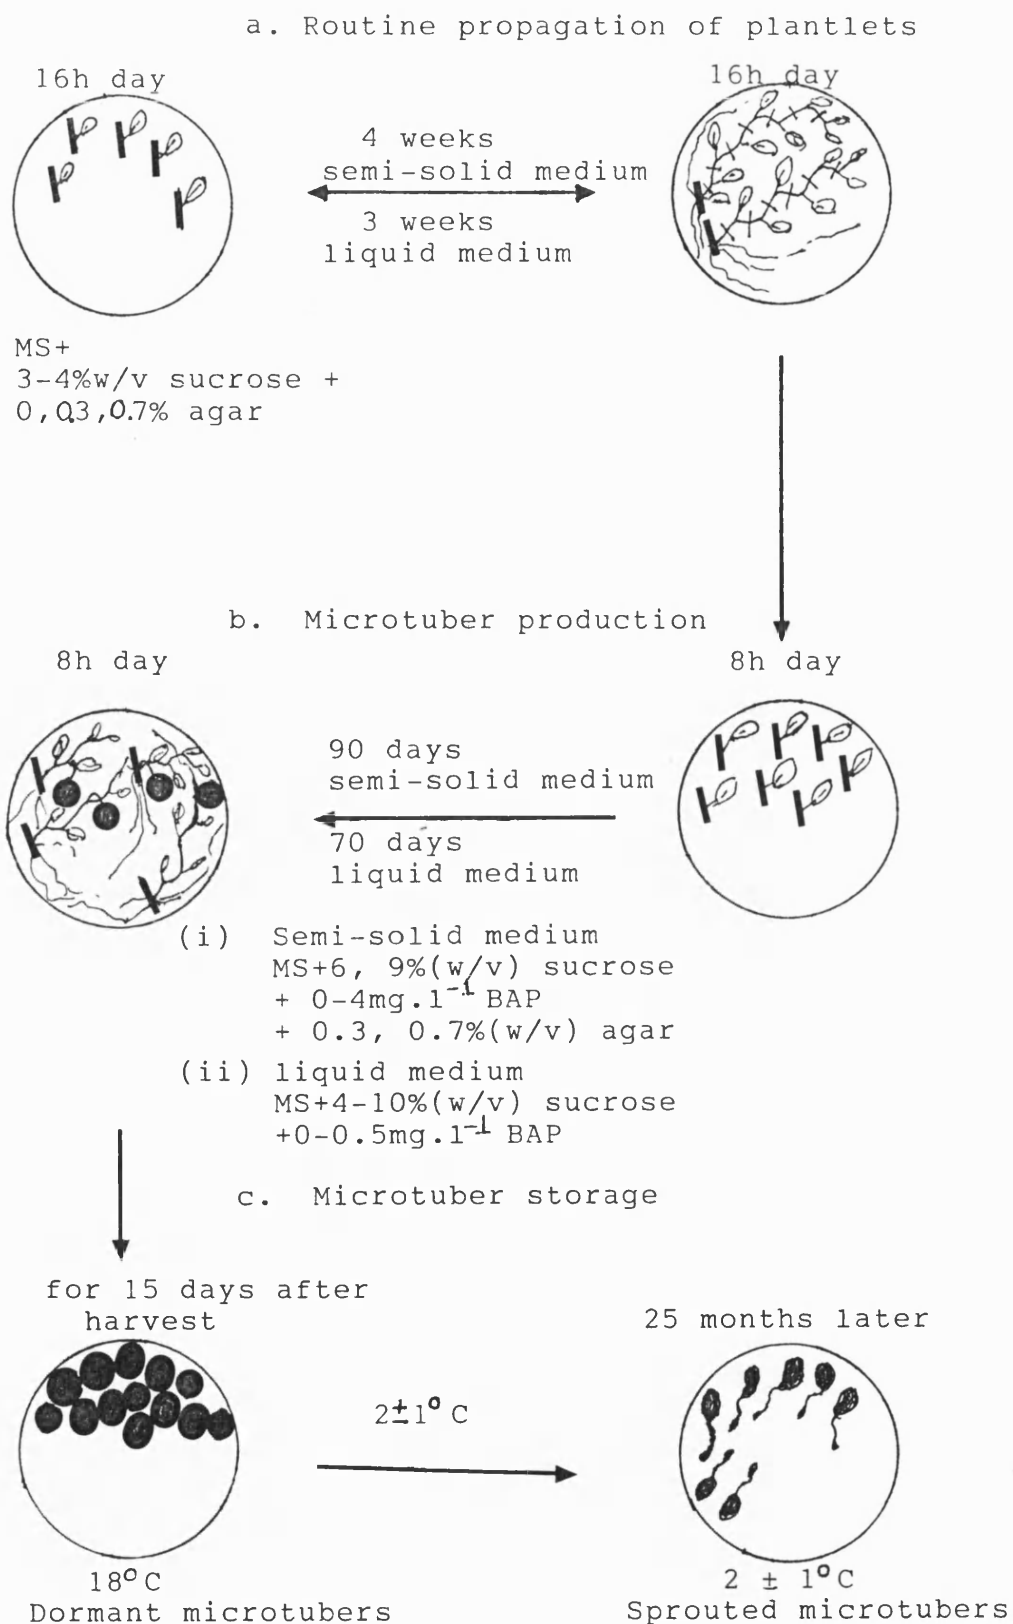 a. Routine propagation of plantlets
16h day
16h day
4 weeks
semi-solid medium
3 weeks
liquid medium
MS+
3-4%w/v sucrose +
0,0.3,0.7% agar
b. Microtuber production
8h day
8h day
90 days
semi-solid medium
70 days
liquid medium
(i) Semi-solid medium
MS+6, 9%(w/v) sucrose
+ 0-4mg.l⁻¹ BAP
+ 0.3, 0.7%(w/v) agar
(ii) liquid medium
MS+4-10%(w/v) sucrose
+0-0.5mg.l⁻¹ BAP
c. Microtuber storage
for 15 days after
harvest
25 months later
2±1°C
18°C
Dormant microtubers
2 ± 1°C
Sprouted microtubers